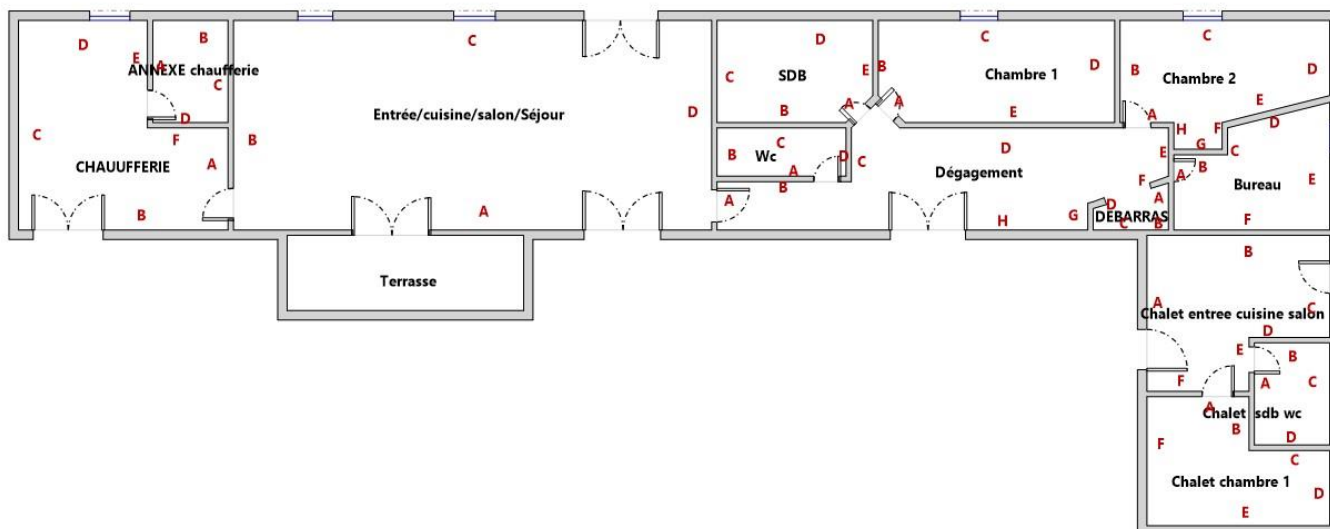 D
E
A
B
ANNEXE chaufferie
C
D
C
F
CHAUUFFERIE
A
B
C
B
Entrée/cuisine/salon/Séjour
D
A
A
Terrasse
D
C
SDB
E
B
A
C
B
Chambre 1
D
A
E
C
B
Chambre 2
D
A
E
H
F
G
C
B
Wc
D
A
B
C
D
Dégagement
E
F
G
H
A
D
DEBARRAS
C
B
D
C
A
B
Bureau
E
F
B
A
Chalet entree cuisine salon
C
D
E
F
B
A
C
Chalet sdb wc
D
A
B
F
C
Chalet chambre 1
D
E